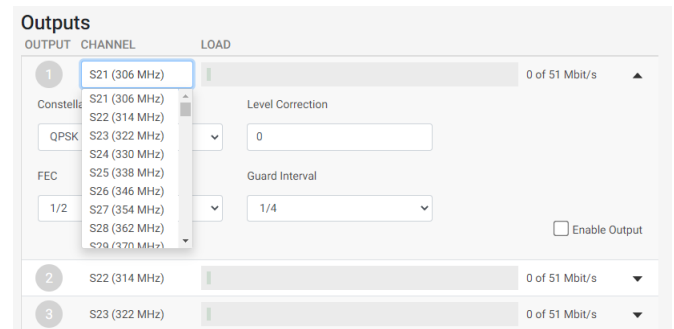 Outputs
OUTPUT CHANNEL LOAD
1 S21 (306 MHz) 0 of 51 Mbit/s
S21 (306 MHz)
S22 (314 MHz)
S23 (322 MHz)
S24 (330 MHz)
S25 (338 MHz)
S26 (346 MHz)
S27 (354 MHz)
S28 (362 MHz)
S29 (370 MHz)
Constella Level Correction
QPSK 0
FEC Guard Interval
1/2 1/4
Enable Output
2 S22 (314 MHz) 0 of 51 Mbit/s
3 S23 (322 MHz) 0 of 51 Mbit/s